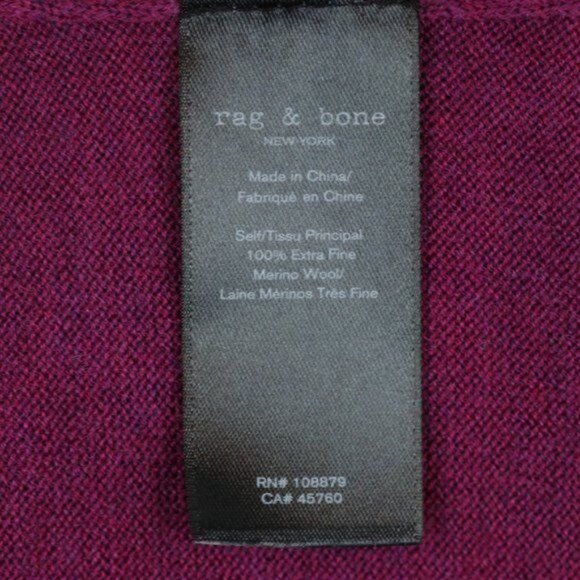 rag & bone
NEW YORK
Made in China/
Fabriqué en Chine
Self/Tissu Principal
100% Extra Fine
Merino Wool/
Laine Mérinos Très Fine
RN# 108879
CA# 45760